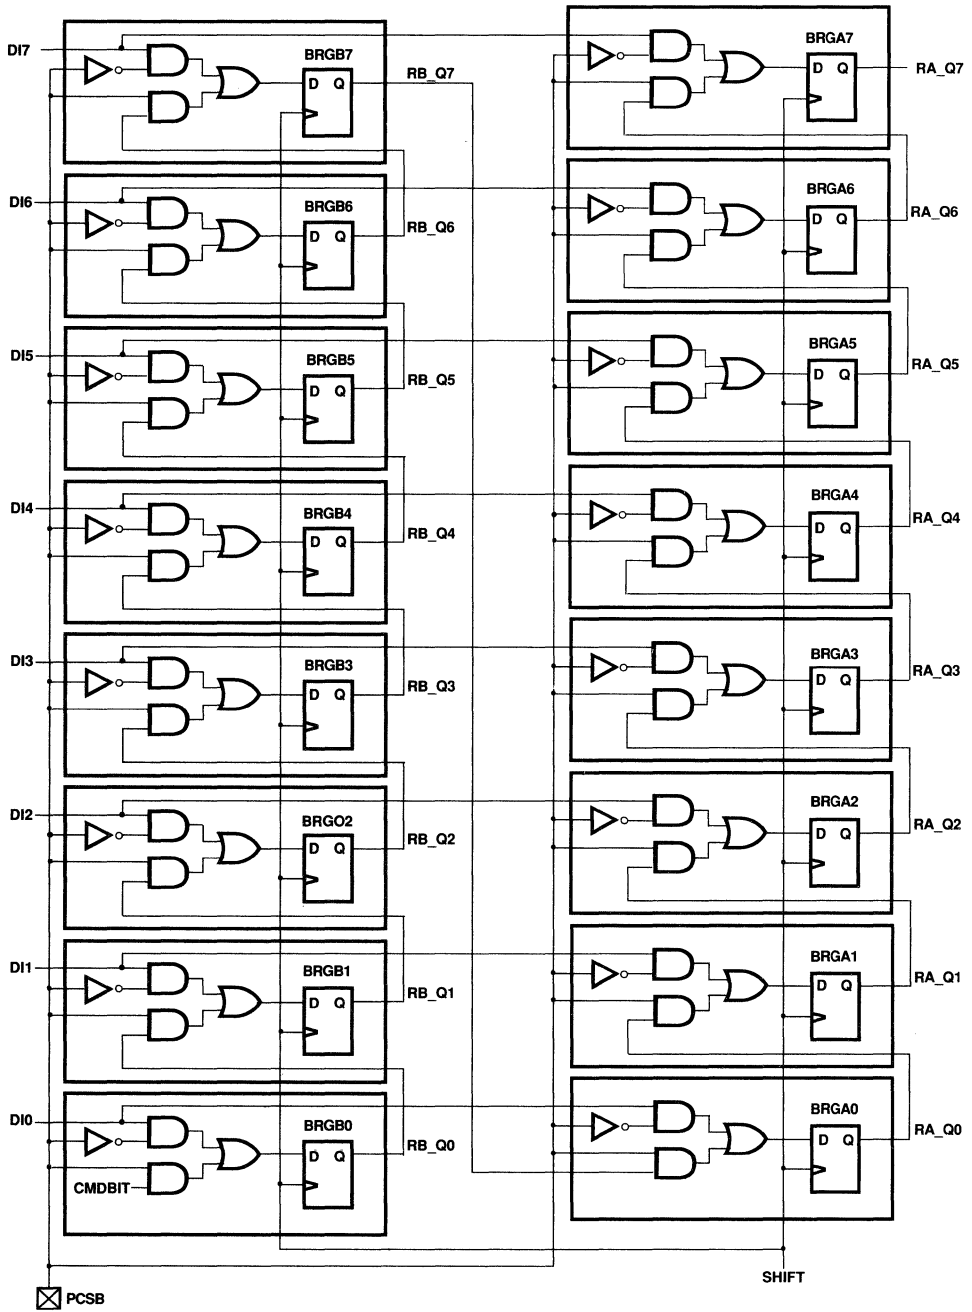 DI7
BRGB7
D Q
RB_Q7
BRGA7
D Q
RA_Q7
DI6
BRGB6
D Q
RB_Q6
BRGA6
D Q
RA_Q6
DI5
BRGB5
D Q
RB_Q5
BRGA5
D Q
RA_Q5
DI4
BRGB4
D Q
RB_Q4
BRGA4
D Q
RA_Q4
DI3
BRGB3
D Q
RB_Q3
BRGA3
D Q
RA_Q3
DI2
BRGO2
D Q
RB_Q2
BRGA2
D Q
RA_Q2
DI1
BRGB1
D Q
RB_Q1
BRGA1
D Q
RA_Q1
DI0
BRGB0
D Q
RB_Q0
CMDBIT
BRGA0
D Q
RA_Q0
SHIFT
PCSB